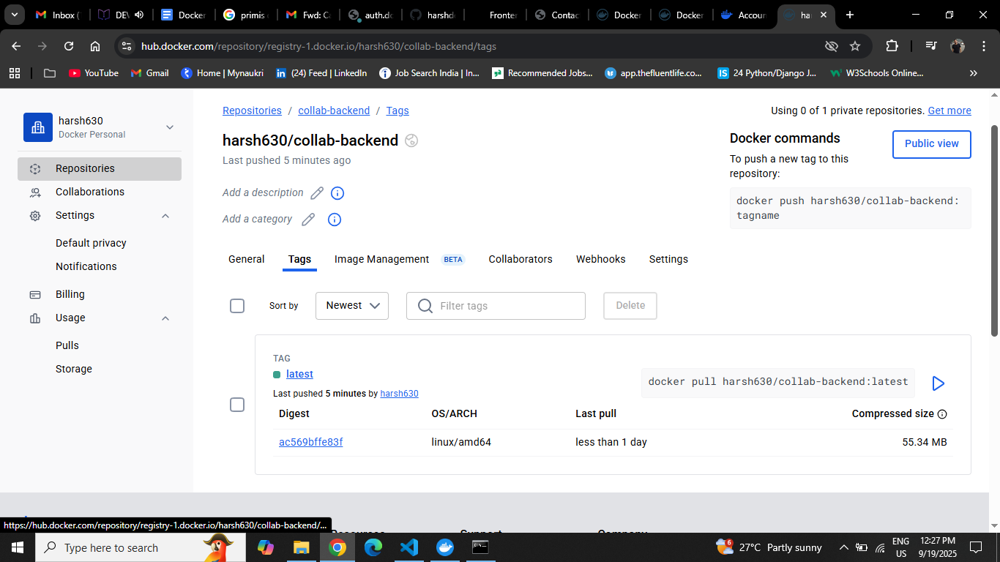 Inbox (
DEV
Docker
primis
Fwd: Ca
auth.do
harshde
Fronter
Contac
Docker
Docker
Accoun
ha
hub.docker.com/repository/registry-1.docker.io/harsh630/collab-backend/tags
YouTube
Gmail
Home | Mynaukri
(24) Feed | LinkedIn
Job Search India | In...
Recommended Jobs...
app.thefluentlife.co...
24 Python/Django J...
W3Schools Online...
harsh630
Docker Personal
Repositories
Collaborations
Settings
Default privacy
Notifications
Billing
Usage
Pulls
Storage
Repositories / collab-backend / Tags
Using 0 of 1 private repositories. Get more
harsh630/collab-backend
Last pushed 5 minutes ago
Add a description
Add a category
Docker commands
Public view
To push a new tag to this
repository:
docker push harsh630/collab-backend:
tagname
General
Tags
Image Management BETA
Collaborators
Webhooks
Settings
Sort by
Newest
Filter tags
Delete
TAG
latest
Last pushed 5 minutes by harsh630
docker pull harsh630/collab-backend:latest
Digest OS/ARCH Last pull Compressed size
ac569bffe83f linux/amd64 less than 1 day 55.34 MB
Resources Support Company
https://hub.docker.com/repository/registry-1.docker.io/harsh630/collab-backend/...
Type here to search
6
27°C Partly sunny
ENG
US
12:27 PM
9/19/2025